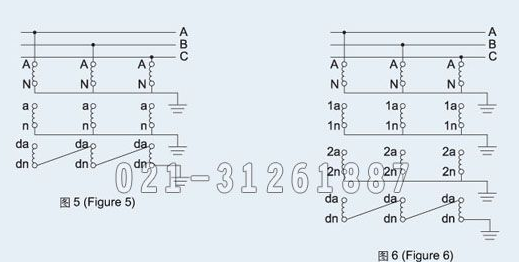 A
B
C
A A A
N N N
a a a
n n n
da da da
dn dn dn
图 5 (Figure 5)
A
B
C
A A A
N N N
1a 1a 1a
1n 1n 1n
2a 2a 2a
2n 2n 2n
da da da
dn dn dn
图 6 (Figure 6)
021-31261887